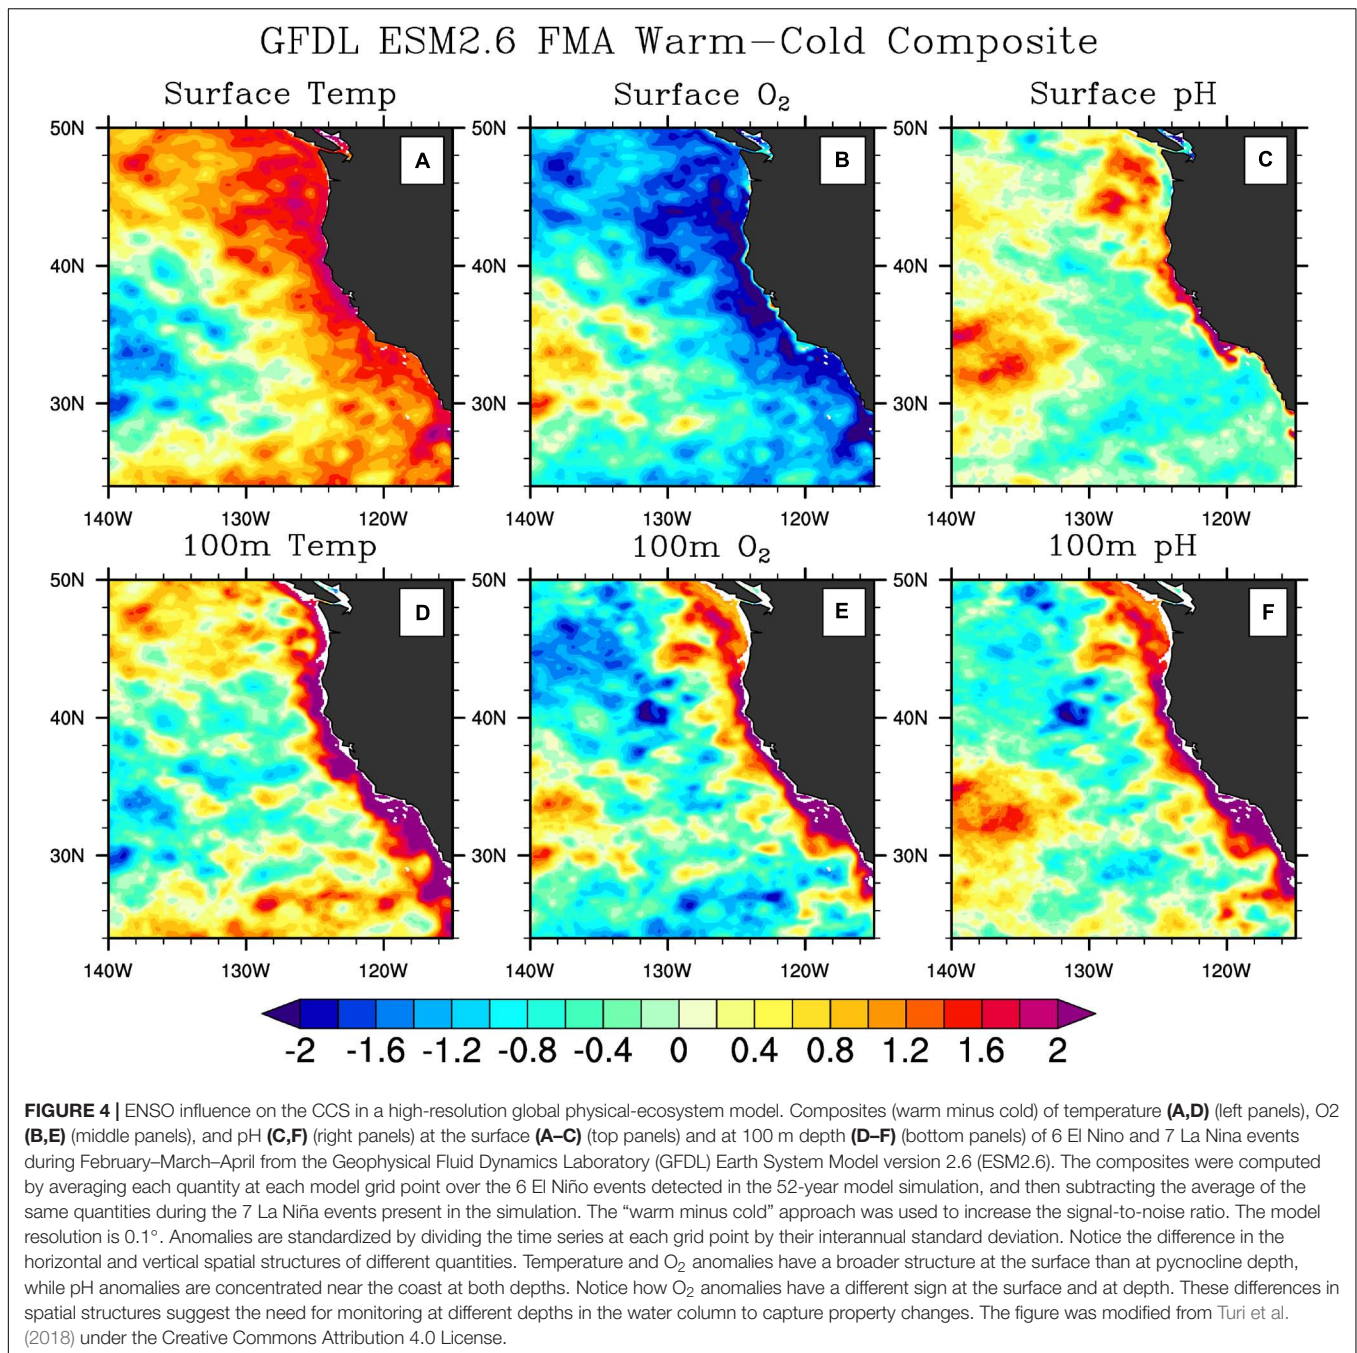 GFDL ESM2.6 FMA Warm−Cold Composite
Surface Temp
Surface O2
Surface pH
50N
40N
30N
A
140W 130W 120W
50N
40N
30N
B
140W 130W 120W
50N
40N
30N
C
140W 130W 120W
100m Temp
100m O2
100m pH
50N
40N
30N
D
140W 130W 120W
50N
40N
30N
E
140W 130W 120W
50N
40N
30N
F
140W 130W 120W
-2 -1.6 -1.2 -0.8 -0.4 0 0.4 0.8 1.2 1.6 2
FIGURE 4 | ENSO influence on the CCS in a high-resolution global physical-ecosystem model. Composites (warm minus cold) of temperature (A,D) (left panels), O2
(B,E) (middle panels), and pH (C,F) (right panels) at the surface (A–C) (top panels) and at 100 m depth (D–F) (bottom panels) of 6 El Nino and 7 La Nina events
during February–March–April from the Geophysical Fluid Dynamics Laboratory (GFDL) Earth System Model version 2.6 (ESM2.6). The composites were computed
by averaging each quantity at each model grid point over the 6 El Niño events detected in the 52-year model simulation, and then subtracting the average of the
same quantities during the 7 La Niña events present in the simulation. The “warm minus cold” approach was used to increase the signal-to-noise ratio. The model
resolution is 0.1°. Anomalies are standardized by dividing the time series at each grid point by their interannual standard deviation. Notice the difference in the
horizontal and vertical spatial structures of different quantities. Temperature and O2 anomalies have a broader structure at the surface than at pycnocline depth,
while pH anomalies are concentrated near the coast at both depths. Notice how O2 anomalies have a different sign at the surface and at depth. These differences in
spatial structures suggest the need for monitoring at different depths in the water column to capture property changes. The figure was modified from Turi et al.
(2018) under the Creative Commons Attribution 4.0 License.